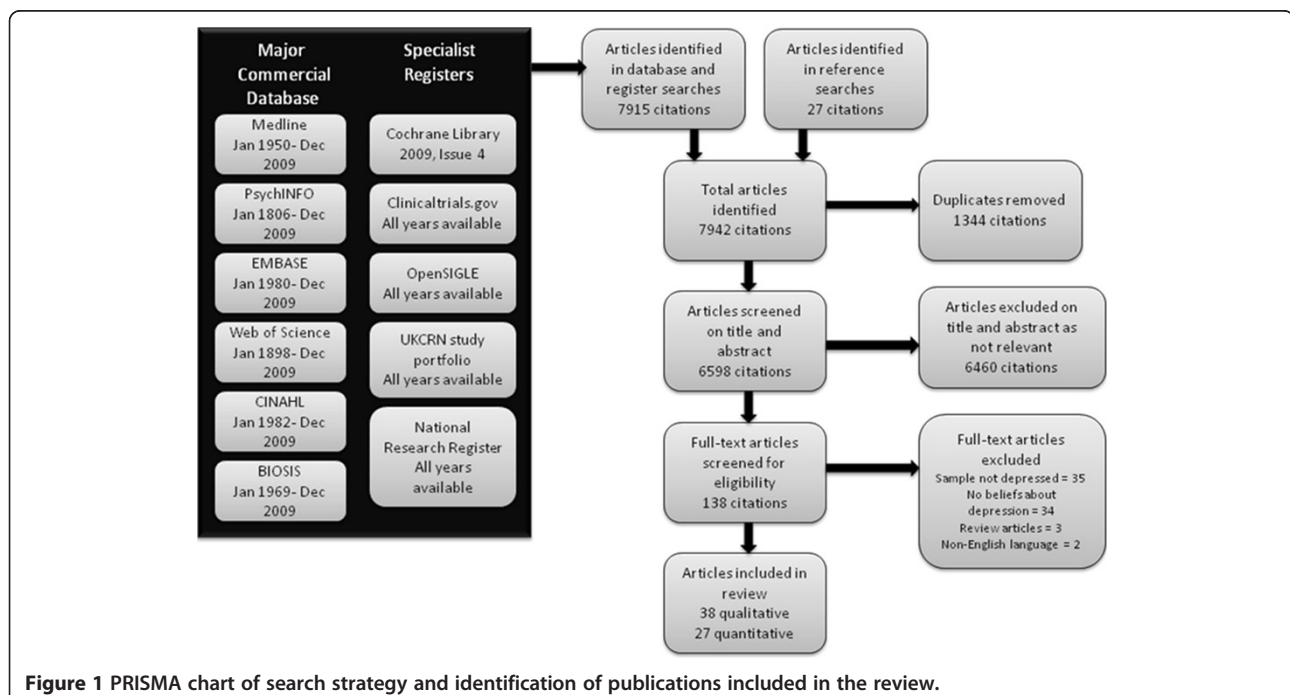 Major
Commercial
Database
Medline
Jan 1950- Dec
2009
PsychINFO
Jan 1806- Dec
2009
EMBASE
Jan 1980- Dec
2009
Web of Science
Jan 1898- Dec
2009
CINAHL
Jan 1982- Dec
2009
BIOSIS
Jan 1969- Dec
2009
Specialist
Registers
Cochrane Library
2009, Issue 4
Clinicaltrials.gov
All years available
OpenSIGLE
All years available
UKCRN study
portfolio
All years available
National
Research Register
All years
available
Articles identified
in database and
register searches
7915 citations
Articles identified
in reference
searches
27 citations
Total articles
identified
7942 citations
Duplicates removed
1344 citations
Articles screened
on title and
abstract
6598 citations
Articles excluded on
title and abstract as
not relevant
6460 citations
Full-text articles
screened for
eligibility
138 citations
Full-text articles
excluded
Sample not depressed = 35
No beliefs about
depression = 34
Review articles = 3
Non-English language = 2
Articles included in
review
38 qualitative
27 quantitative
Figure 1 PRISMA chart of search strategy and identification of publications included in the review.